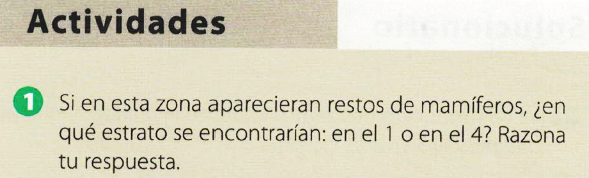 Actividades
1 Si en esta zona aparecieran restos de mamíferos, ¿en
qué estrato se encontrarían: en el 1 o en el 4? Razona
tu respuesta.